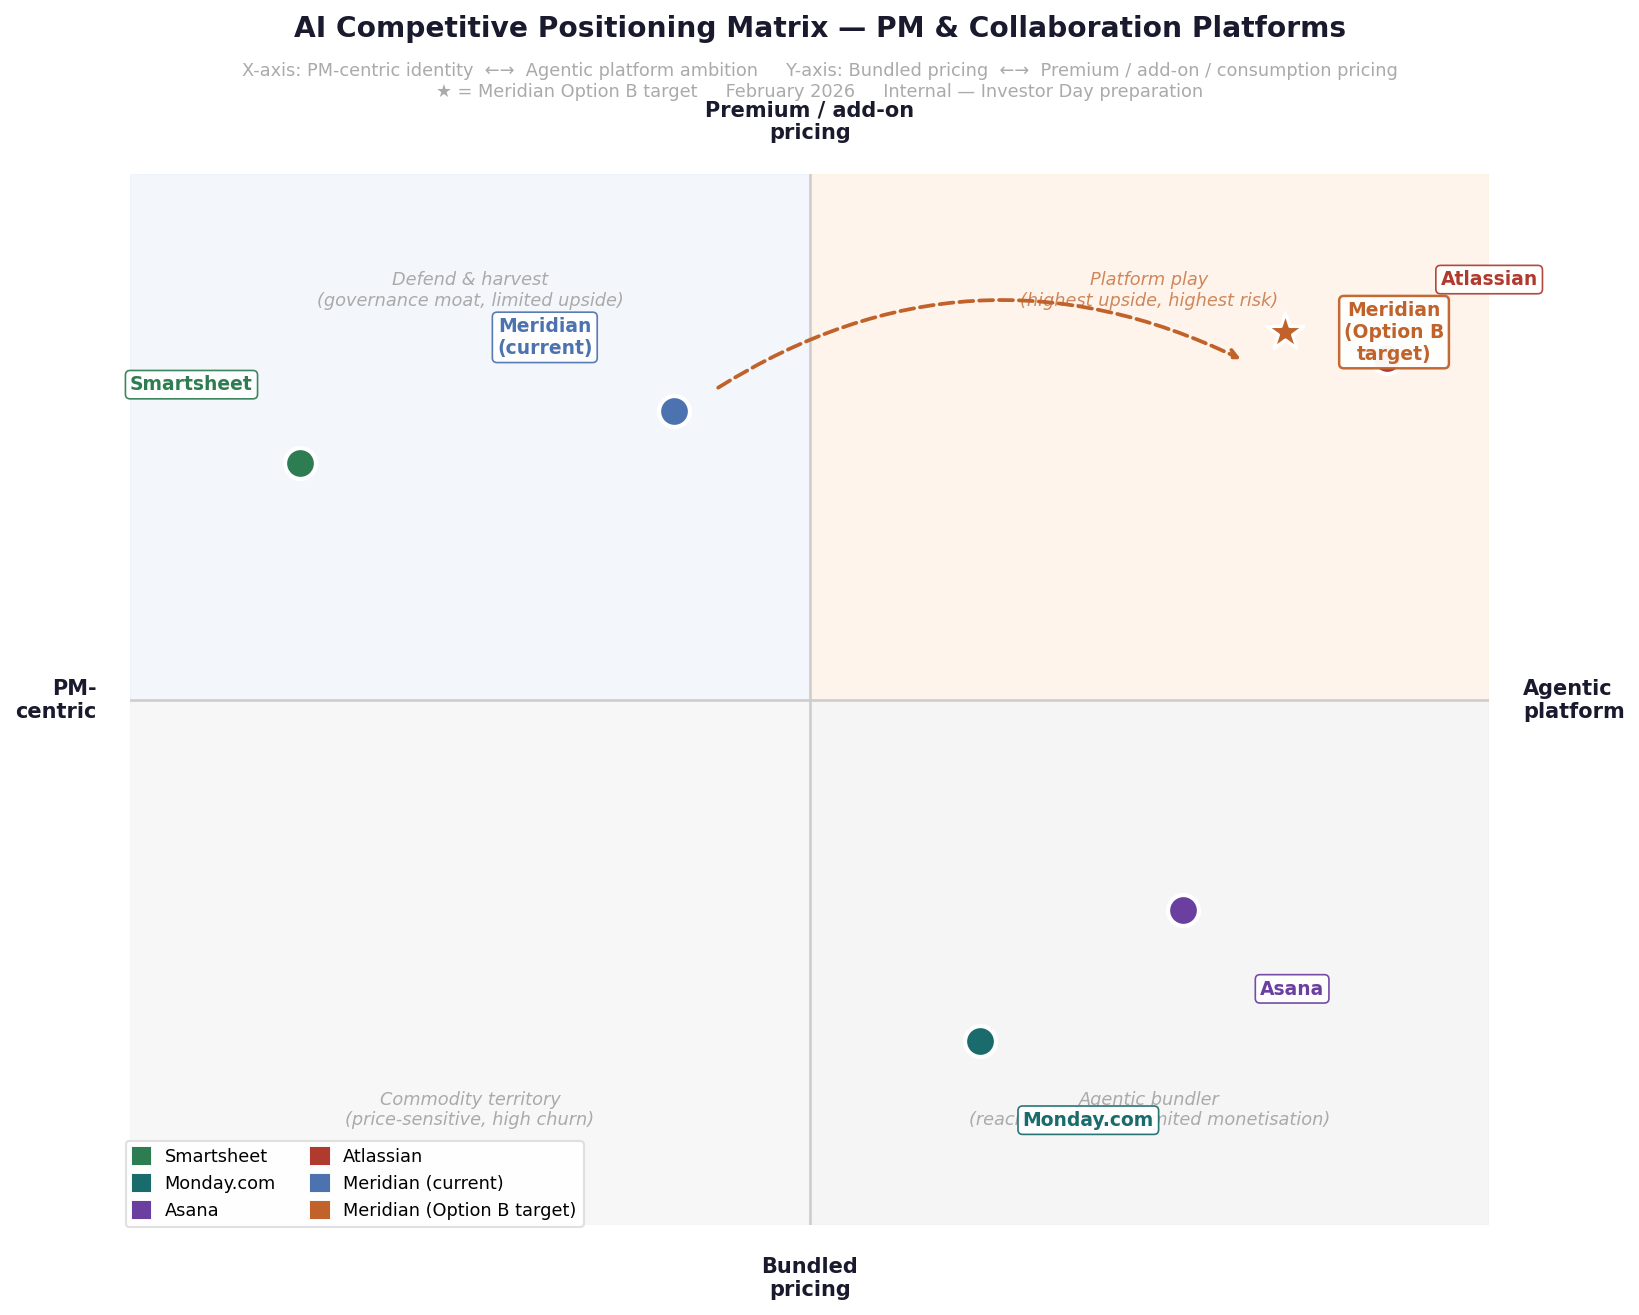 AI Competitive Positioning Matrix — PM & Collaboration Platforms
X-axis: PM-centric identity ←→ Agentic platform ambition Y-axis: Bundled pricing ←→ Premium / add-on / consumption pricing
★ = Meridian Option B target February 2026 Internal — Investor Day preparation
Premium / add-on
pricing
Defend & harvest
(governance moat, limited upside)
Platform play
(highest upside, highest risk)
Atlassian
Meridian
(Option B
target)
Meridian
(current)
Smartsheet
PM-
centric
Agentic
platform
Asana
Commodity territory
(price-sensitive, high churn)
Agentic bundler
monetisation)
Monday.com
Smartsheet
Monday.com
Asana
Atlassian
Meridian (current)
Meridian (Option B target)
Bundled
pricing